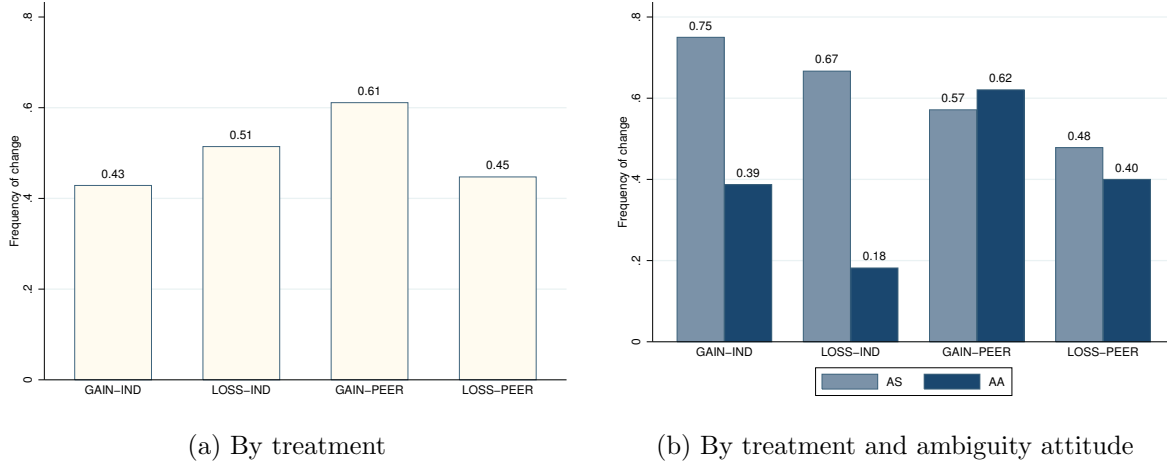 .8
.6
.4
.2
0
Frequency of change
0.43
0.51
0.61
0.45
GAIN-IND
LOSS-IND
GAIN-PEER
LOSS-PEER
(a) By treatment
.8
.6
.4
.2
0
Frequency of change
0.75
0.39
0.67
0.18
0.57
0.62
0.48
0.40
GAIN-IND
LOSS-IND
GAIN-PEER
LOSS-PEER
AS
AA
(b) By treatment and ambiguity attitude